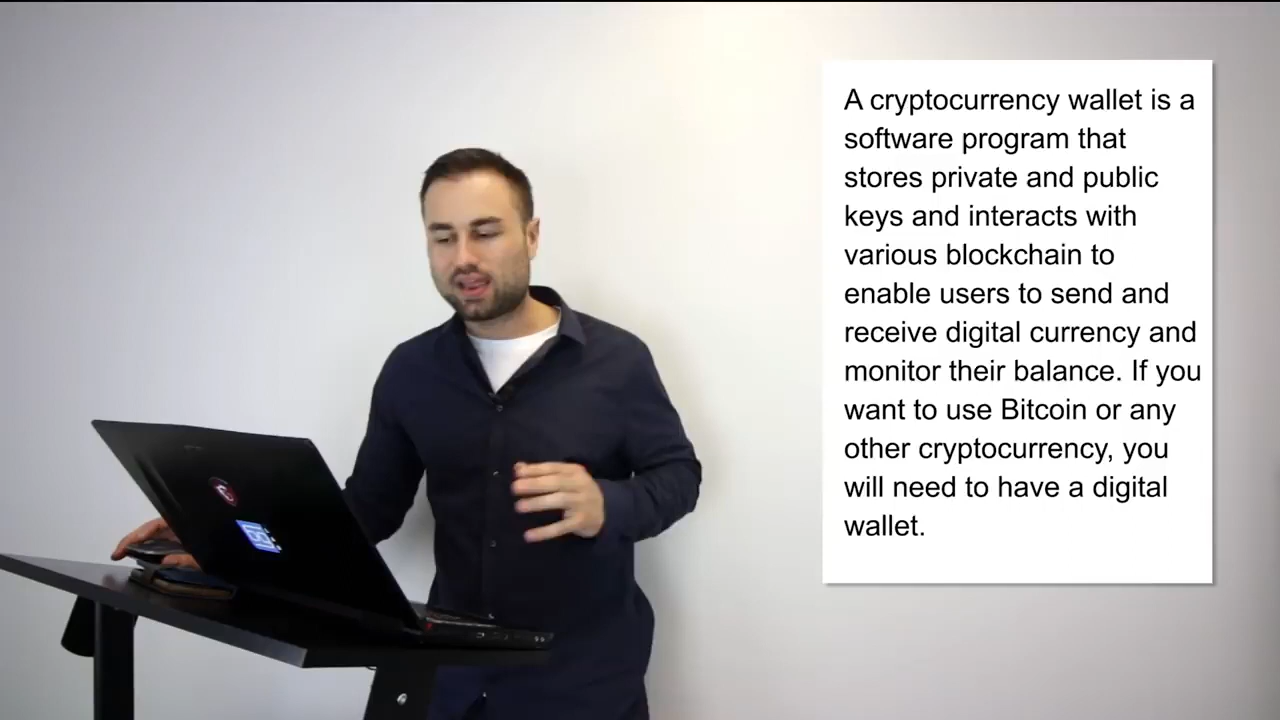 A cryptocurrency wallet is a
software program that
stores private and public
keys and interacts with
various blockchain to
enable users to send and
receive digital currency and
monitor their balance. If you
want to use Bitcoin or any
other cryptocurrency, you
will need to have a digital
wallet.